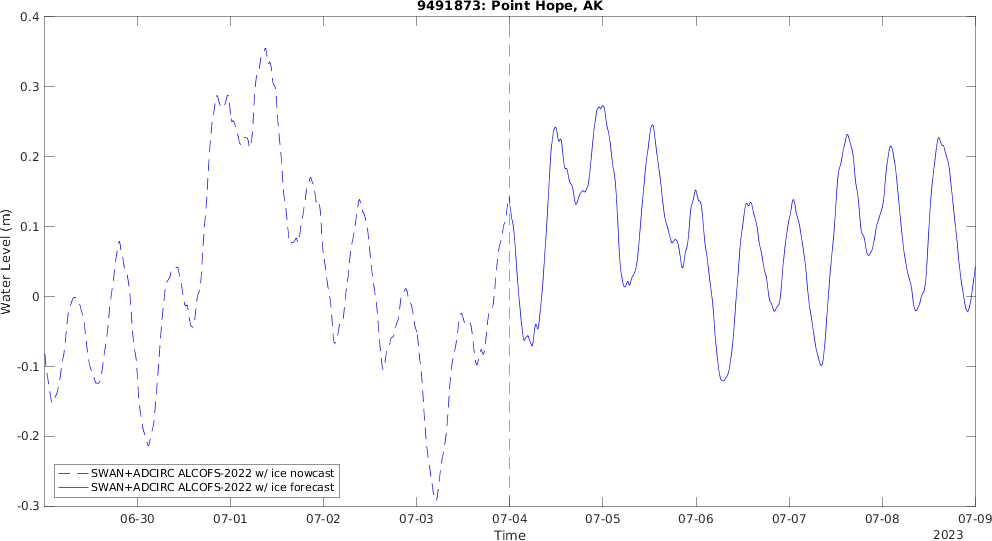 9491873: Point Hope, AK
0.4
0.3
0.2
0.1
0
-0.1
-0.2
-0.3
Water Level (m)
SWAN+ADCIRC ALCOFS-2022 w/ ice nowcast
SWAN+ADCIRC ALCOFS-2022 w/ ice forecast
06-30 07-01 07-02 07-03 07-04 07-05 07-06 07-07 07-08 07-09
Time
2023